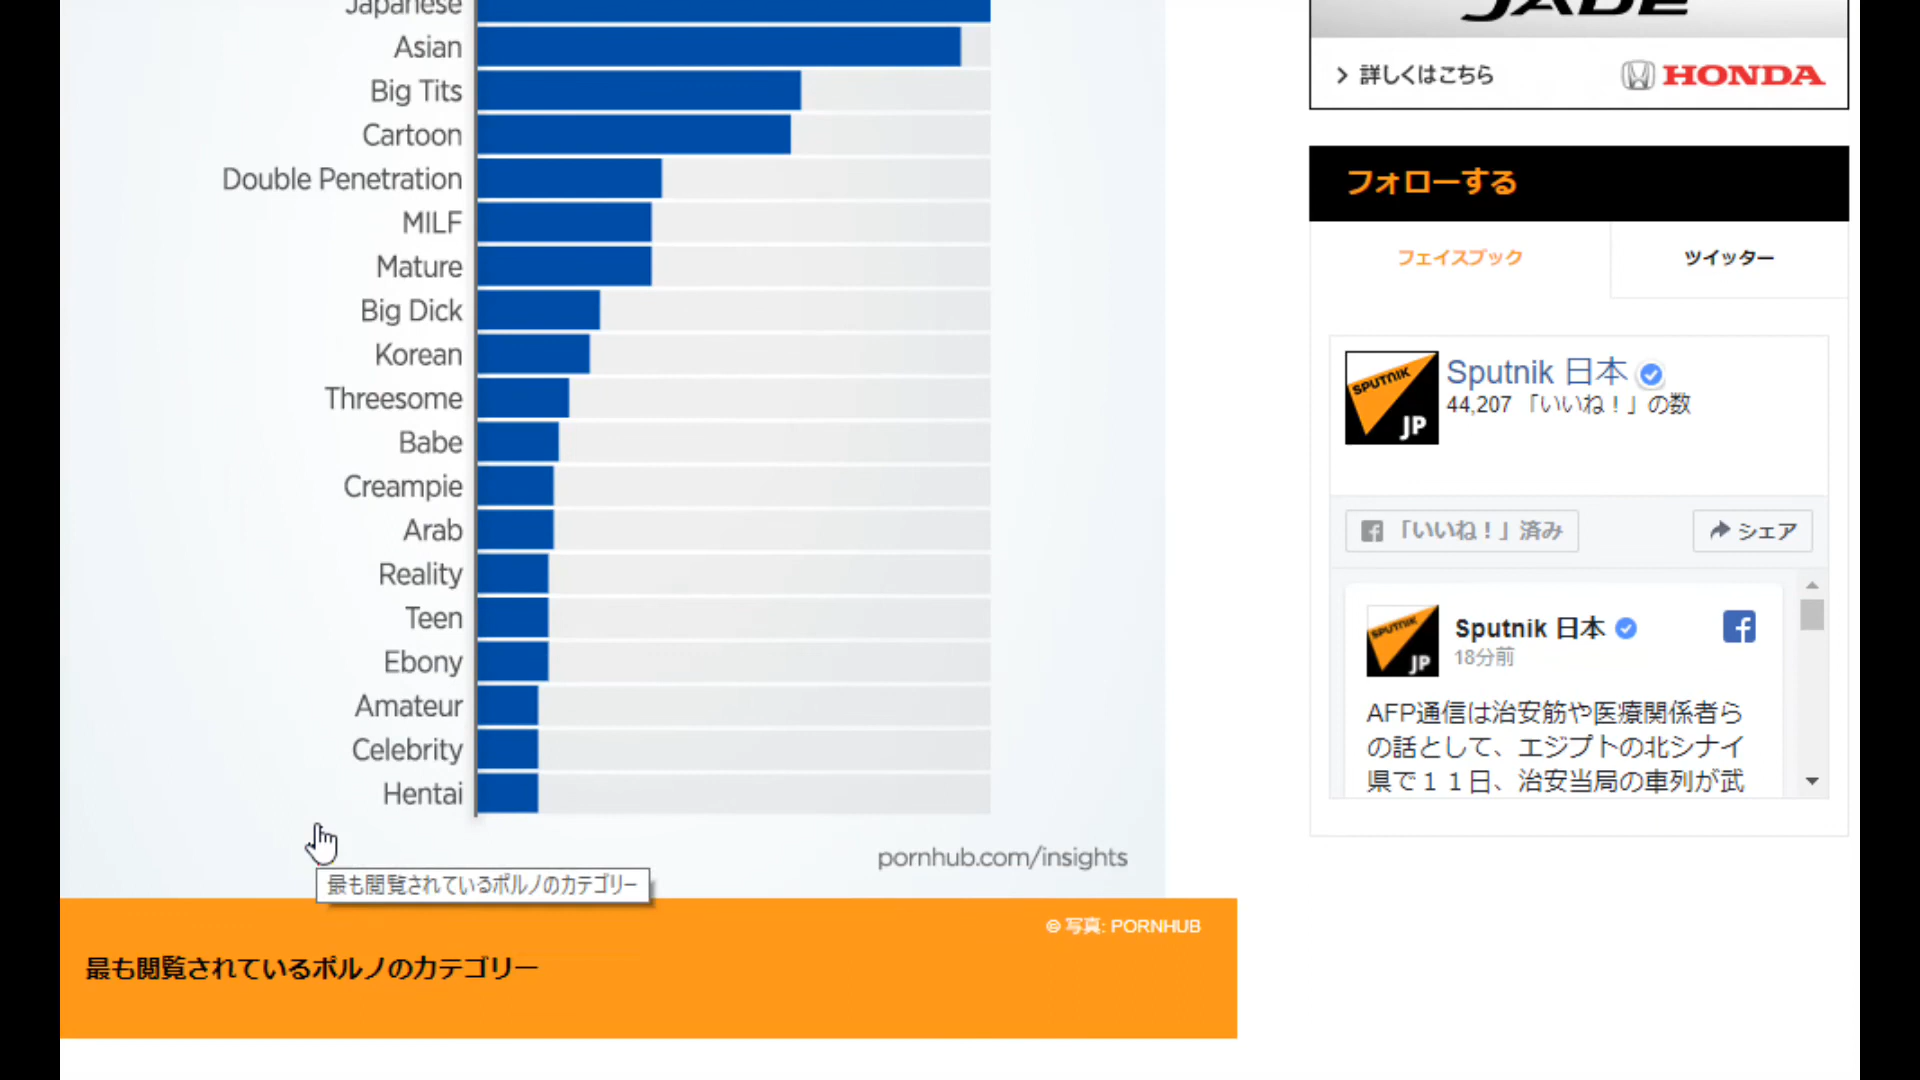 Japanese
Asian
Big Tits
Cartoon
Double Penetration
MILF
Mature
Big Dick
Korean
Threesome
Babe
Creampie
Arab
Reality
Teen
Ebony
Amateur
Celebrity
Hentai
pornhub.com/insights
最も閲覧されているポルノのカテゴリー
© 写真: PORNHUB
最も閲覧されているポルノのカテゴリー
JADE
詳しくはこちら
HONDA
フォローする
フェイスブック
ツイッター
SPUTNIK
JP
Sputnik 日本
44,207 「いいね！」の数
「いいね！」済み
シェア
SPUTNIK
JP
Sputnik 日本
18分前
AFP通信は治安筋や医療関係者ら
の話として、エジプトの北シナイ
県で１１日、治安当局の車列が武